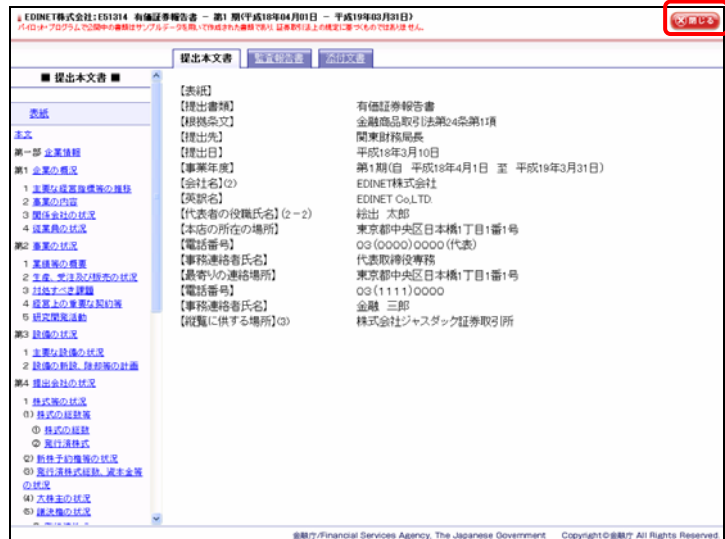 EDINET株式会社:E51314 有価証券報告書 － 第1 期(平成18年04月01日 － 平成19年03月31日)
パイロット・プログラムで公開中の書類はサンプルデータを用いて作成された書類であり、証券取引法上の規定に基づくものではありません。
閉じる
提出本文書 監査報告書 添付文書
■ 提出本文書 ■
表紙
本文
第一部 企業情報
第1 企業の概況
1 主要な経営指標等の推移
2 事業の内容
3 関係会社の状況
4 従業員の状況
第2 事業の状況
1 業績等の概要
2 生産、受注及び販売の状況
3 対処すべき課題
4 経営上の重要な契約等
5 研究開発活動
第3 設備の状況
1 主要な設備の状況
2 設備の新設、除却等の計画
第4 提出会社の状況
1 株式等の状況
(1) 株式の総数等
① 株式の総数
② 発行済株式
(2) 新株予約権等の状況
(3) 発行済株式総数、資本金等
の状況
(4) 大株主の状況
(5) 議決権の状況
【表紙】
【提出書類】 有価証券報告書
【根拠条文】 金融商品取引法第24条第1項
【提出先】 関東財務局長
【提出日】 平成18年3月10日
【事業年度】 第1期(自 平成18年4月1日 至 平成19年3月31日)
【会社名】(2) EDINET株式会社
【英訳名】 EDINET Co,LTD.
【代表者の役職氏名】(2-2) 絵出 太郎
【本店の所在の場所】 東京都中央区日本橋1丁目1番1号
【電話番号】 03(0000)0000(代表)
【事務連絡者氏名】 代表取締役専務
【最寄りの連絡場所】 東京都中央区日本橋1丁目1番1号
【電話番号】 03(1111)0000
【事務連絡者氏名】 金融 三郎
【縦覧に供する場所】(3) 株式会社ジャスダック証券取引所
金融庁/Financial Services Agency, The Japanese Government Copyright©金融庁 All Rights Reserved.